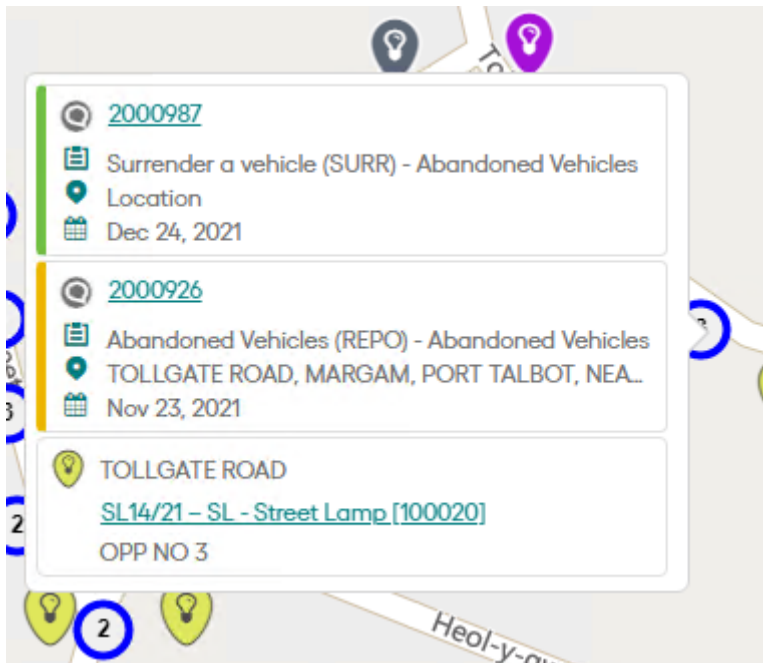 2000987
Surrender a vehicle (SURR) - Abandoned Vehicles
Location
Dec 24, 2021
2000926
Abandoned Vehicles (REPO) - Abandoned Vehicles
TOLLGATE ROAD, MARGAM, PORT TALBOT, NEA...
Nov 23, 2021
TOLLGATE ROAD
SL14/21 – SL - Street Lamp [100020]
OPP NO 3
2
2